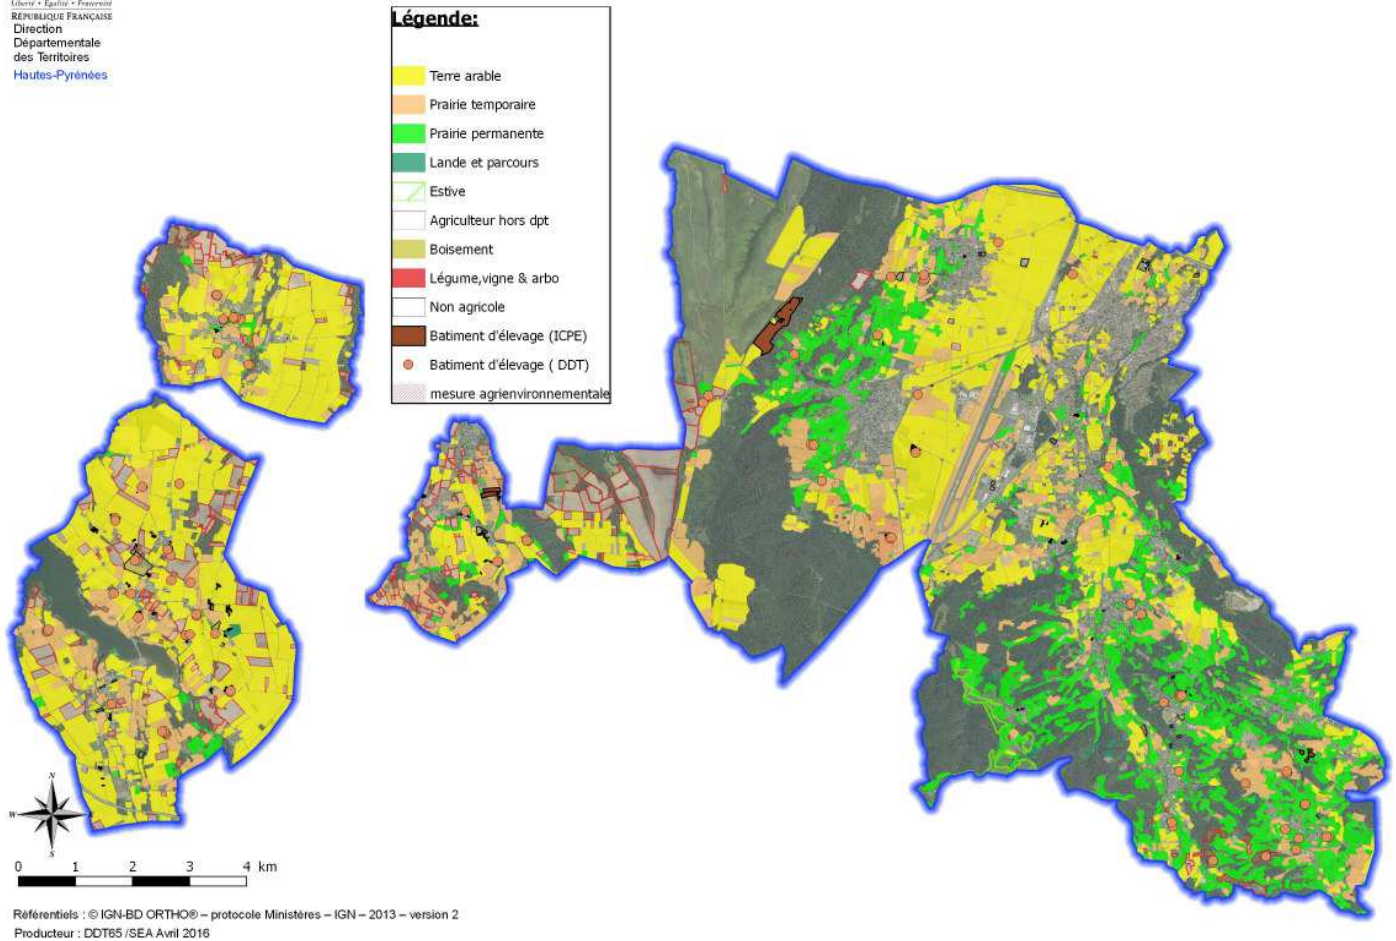 Liberté • Egalité • Fraternité
RÉPUBLIQUE FRANÇAISE
Direction
Départementale
des Territoires
Hautes-Pyrénées
Légende:
Terre arable
Prairie temporaire
Prairie permanente
Lande et parcours
Estive
Agriculteur hors dpt
Boisement
Légume,vigne & arbo
Non agricole
Batiment d'élevage (ICPE)
Batiment d'élevage ( DDT)
mesure agrienvironnementale
N
W
S
0 1 2 3 4 km
Référentiels : © IGN-BD ORTHO® – protocole Ministères – IGN – 2013 – version 2
Producteur : DDT65 /SEA Avril 2016